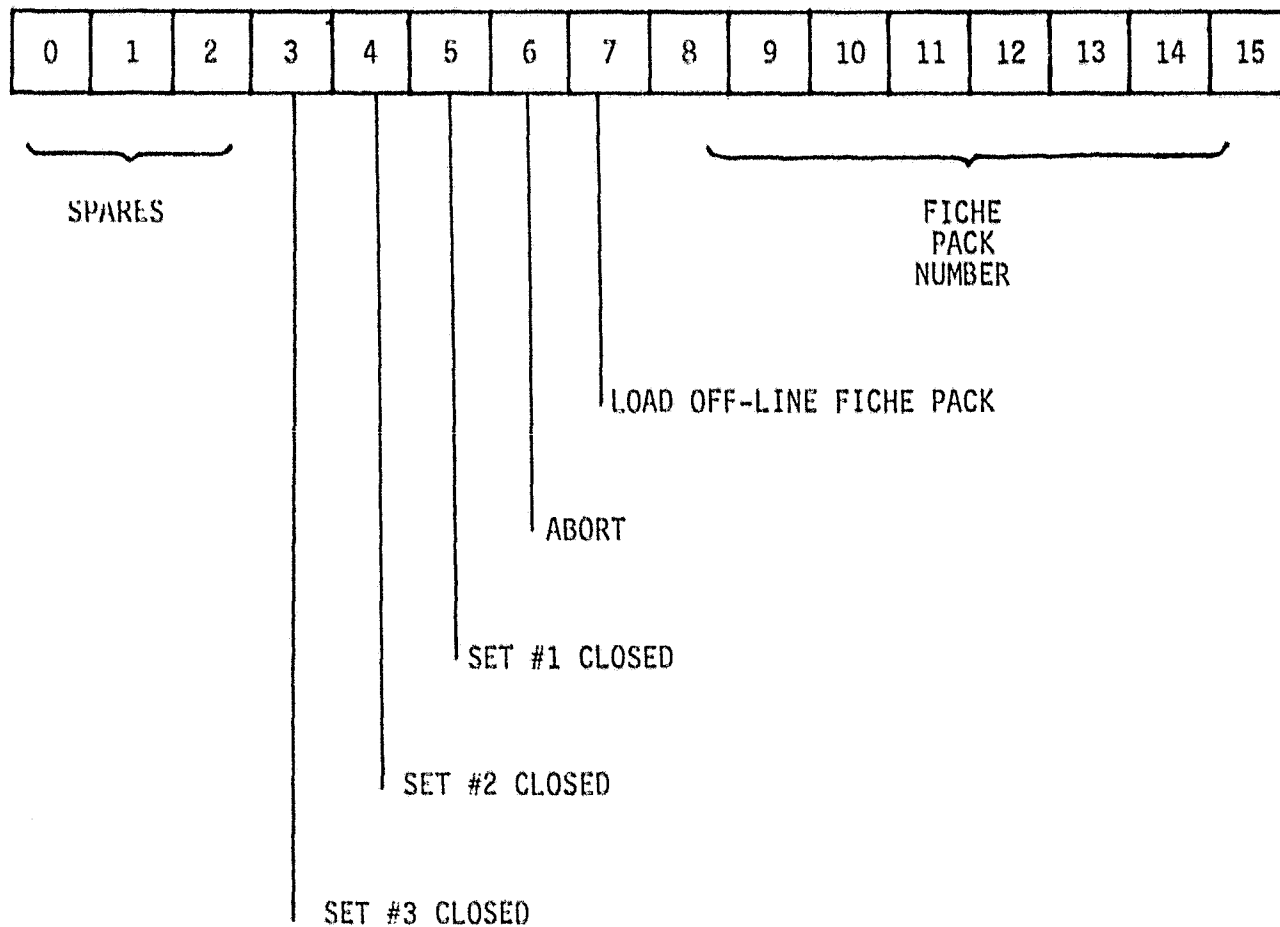 0 1 2 3 4 5 6 7 8 9 10 11 12 13 14 15
SPARES
FICHE
PACK
NUMBER
LOAD OFF-LINE FICHE PACK
ABORT
SET #1 CLOSED
SET #2 CLOSED
SET #3 CLOSED